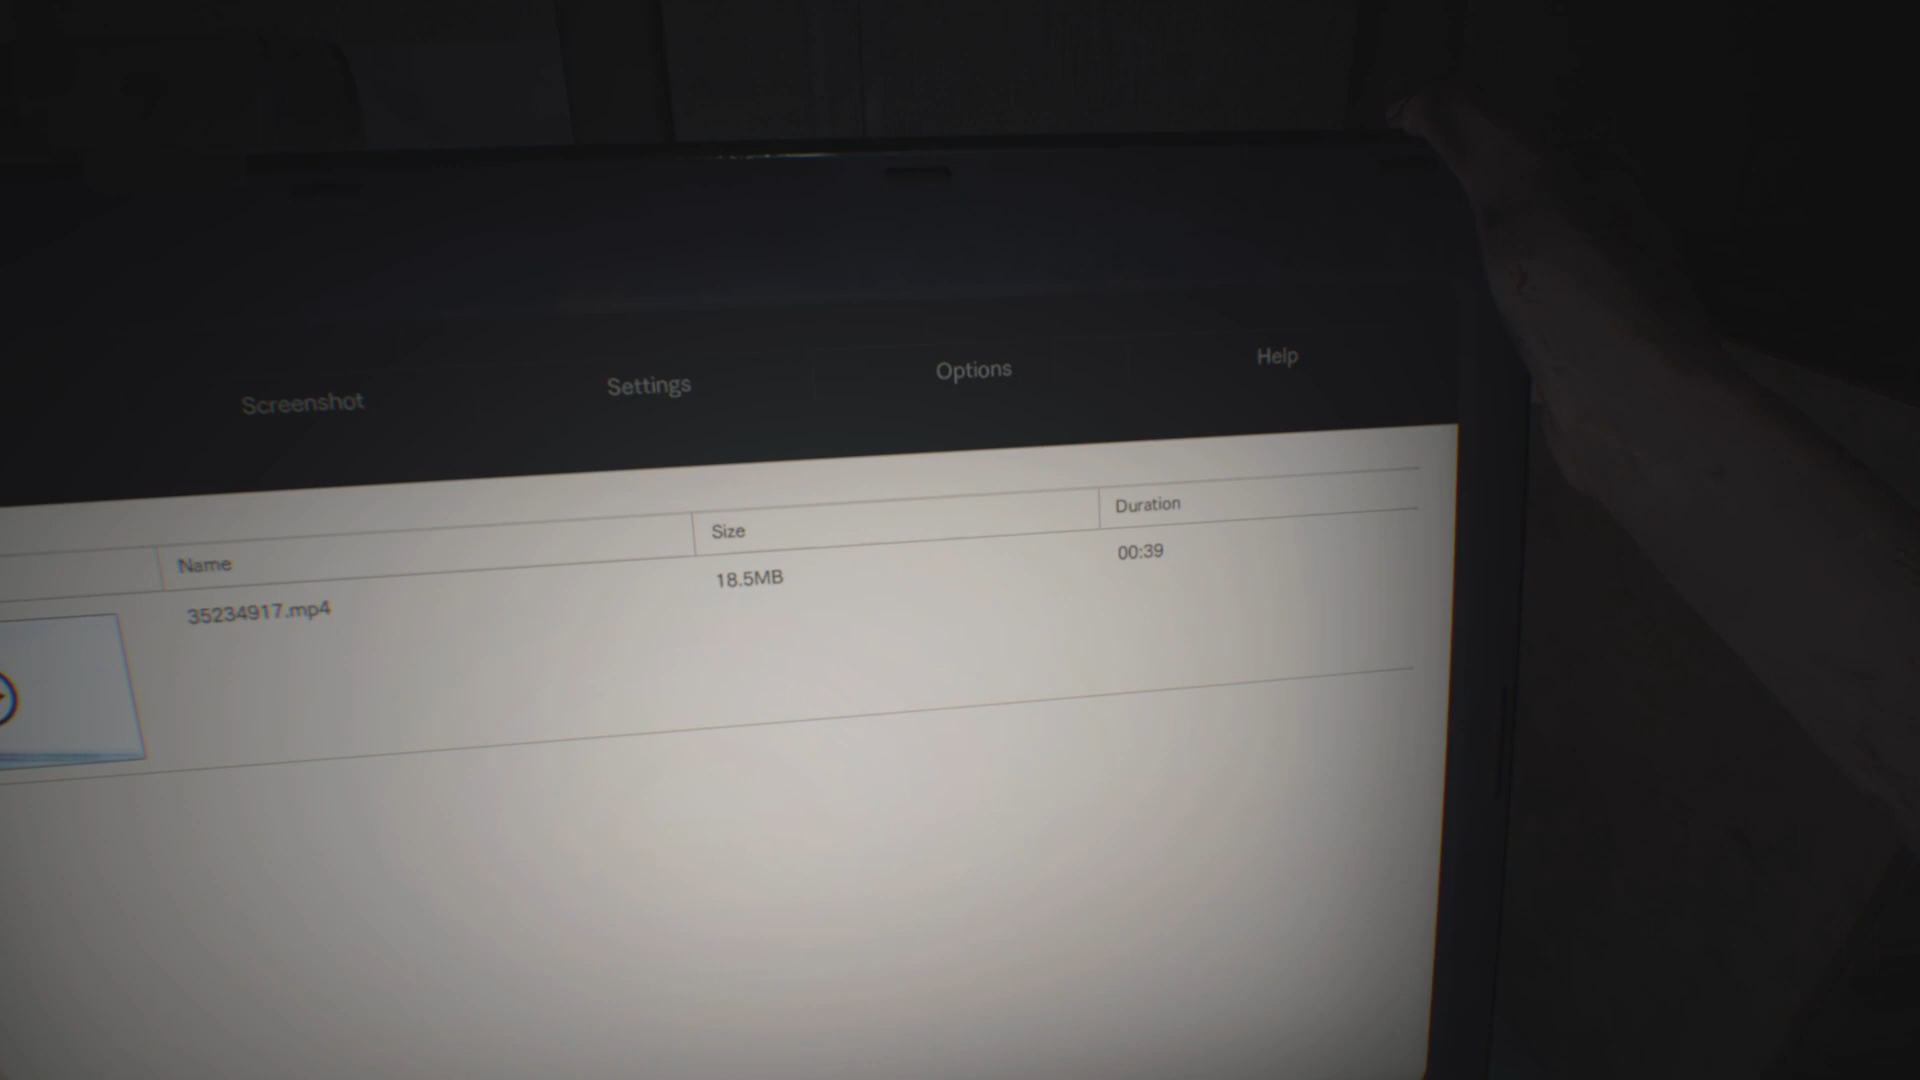 Screenshot Settings Options Help
Name Size Duration
35234917.mp4 18.5MB 00:39